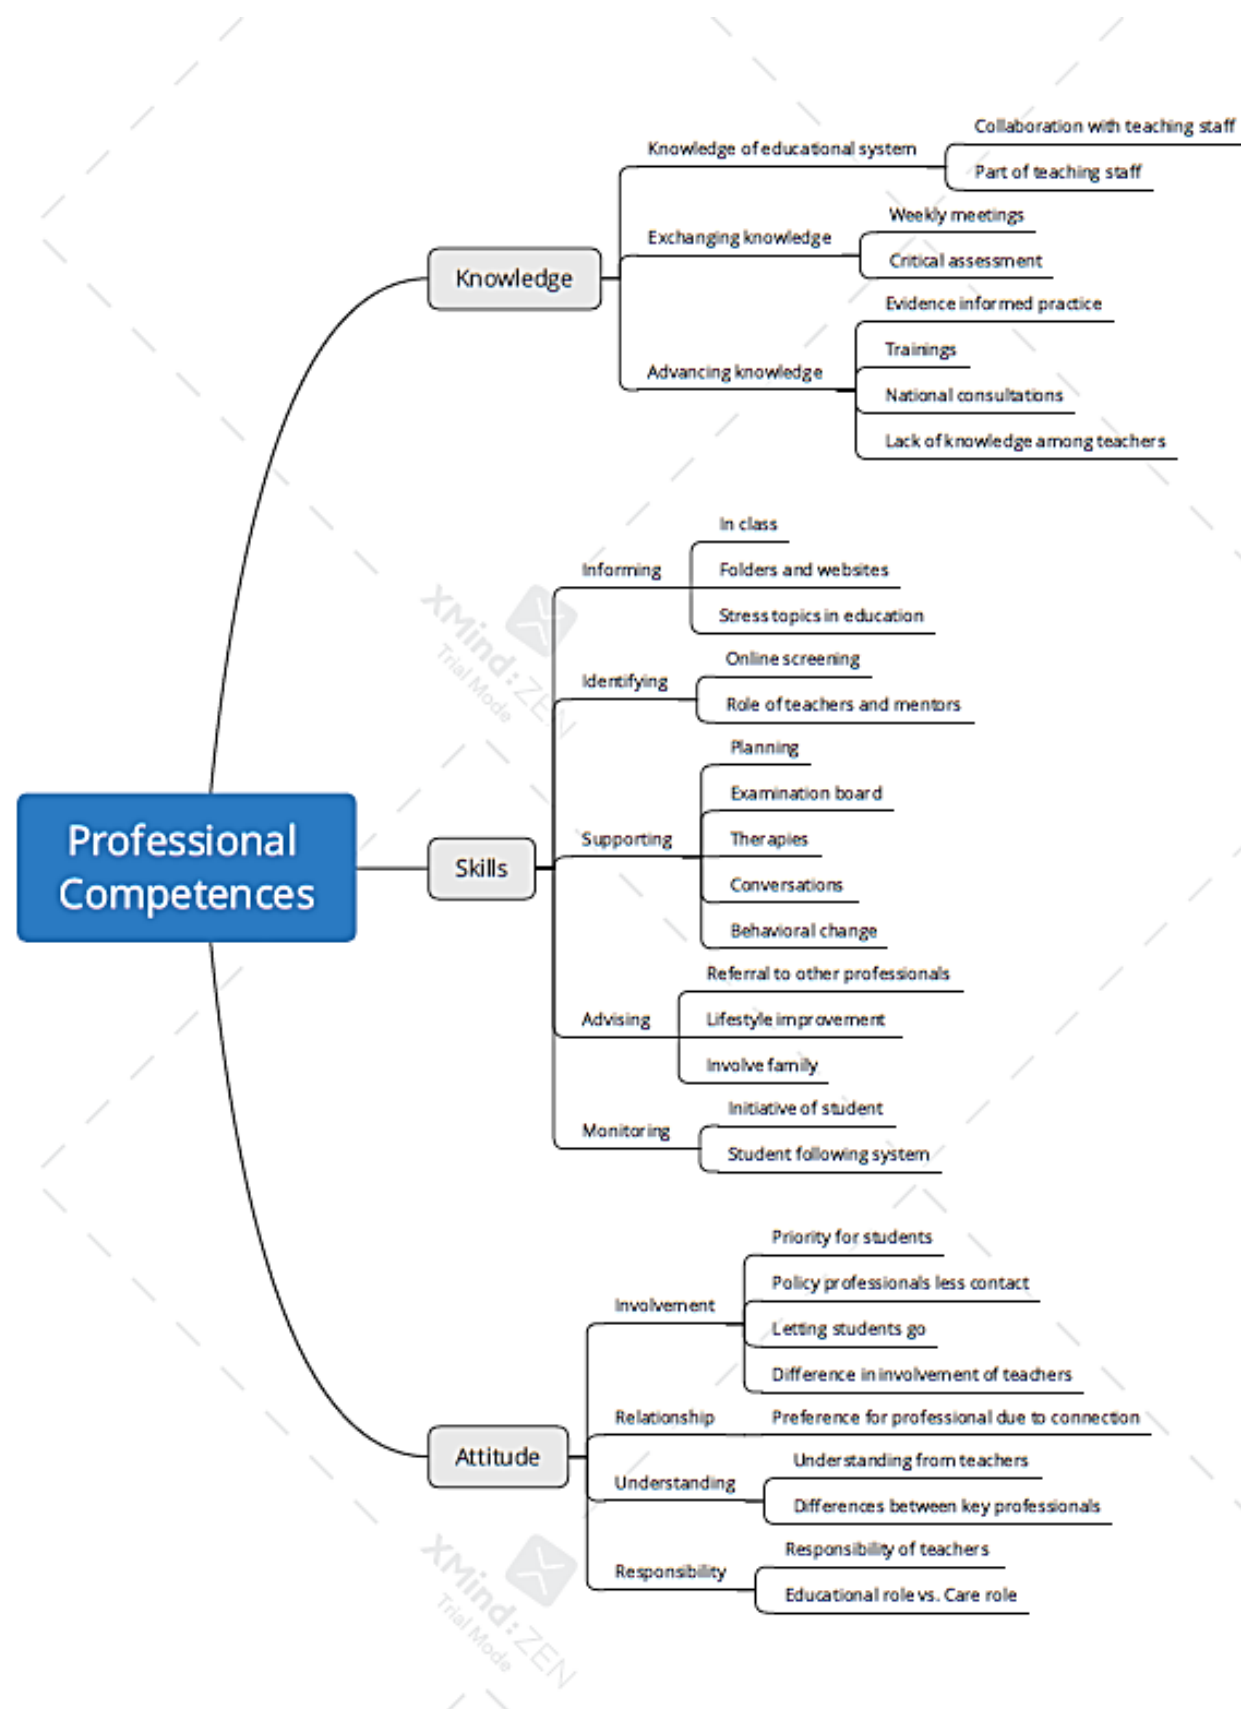 Collaboration with teaching staff
Knowledge of educational system
Part of teaching staff
Weekly meetings
Exchanging knowledge
Critical assessment
Knowledge
Evidence informed practice
Trainings
Advancing knowledge
National consultations
Lack of knowledge among teachers
In class
Informing
Folders and websites
Stress topics in education
XMind:ZEN
Trial Mode
Online screening
Identifying
Role of teachers and mentors
Planning
Examination board
Supporting
Therapies
Conversations
Behavioral change
Professional
Competences
Skills
Referral to other professionals
Advising
Lifestyle improvement
Involve family
Initiative of student
Monitoring
Student following system
Priority for students
Policy professionals less contact
Involvement
Letting students go
Difference in involvement of teachers
Relationship
Preference for professional due to connection
Attitude
Understanding from teachers
Understanding
Differences between key professionals
Responsibility of teachers
Responsibility
Educational role vs. Care role
XMind:ZEN
Trial Mode